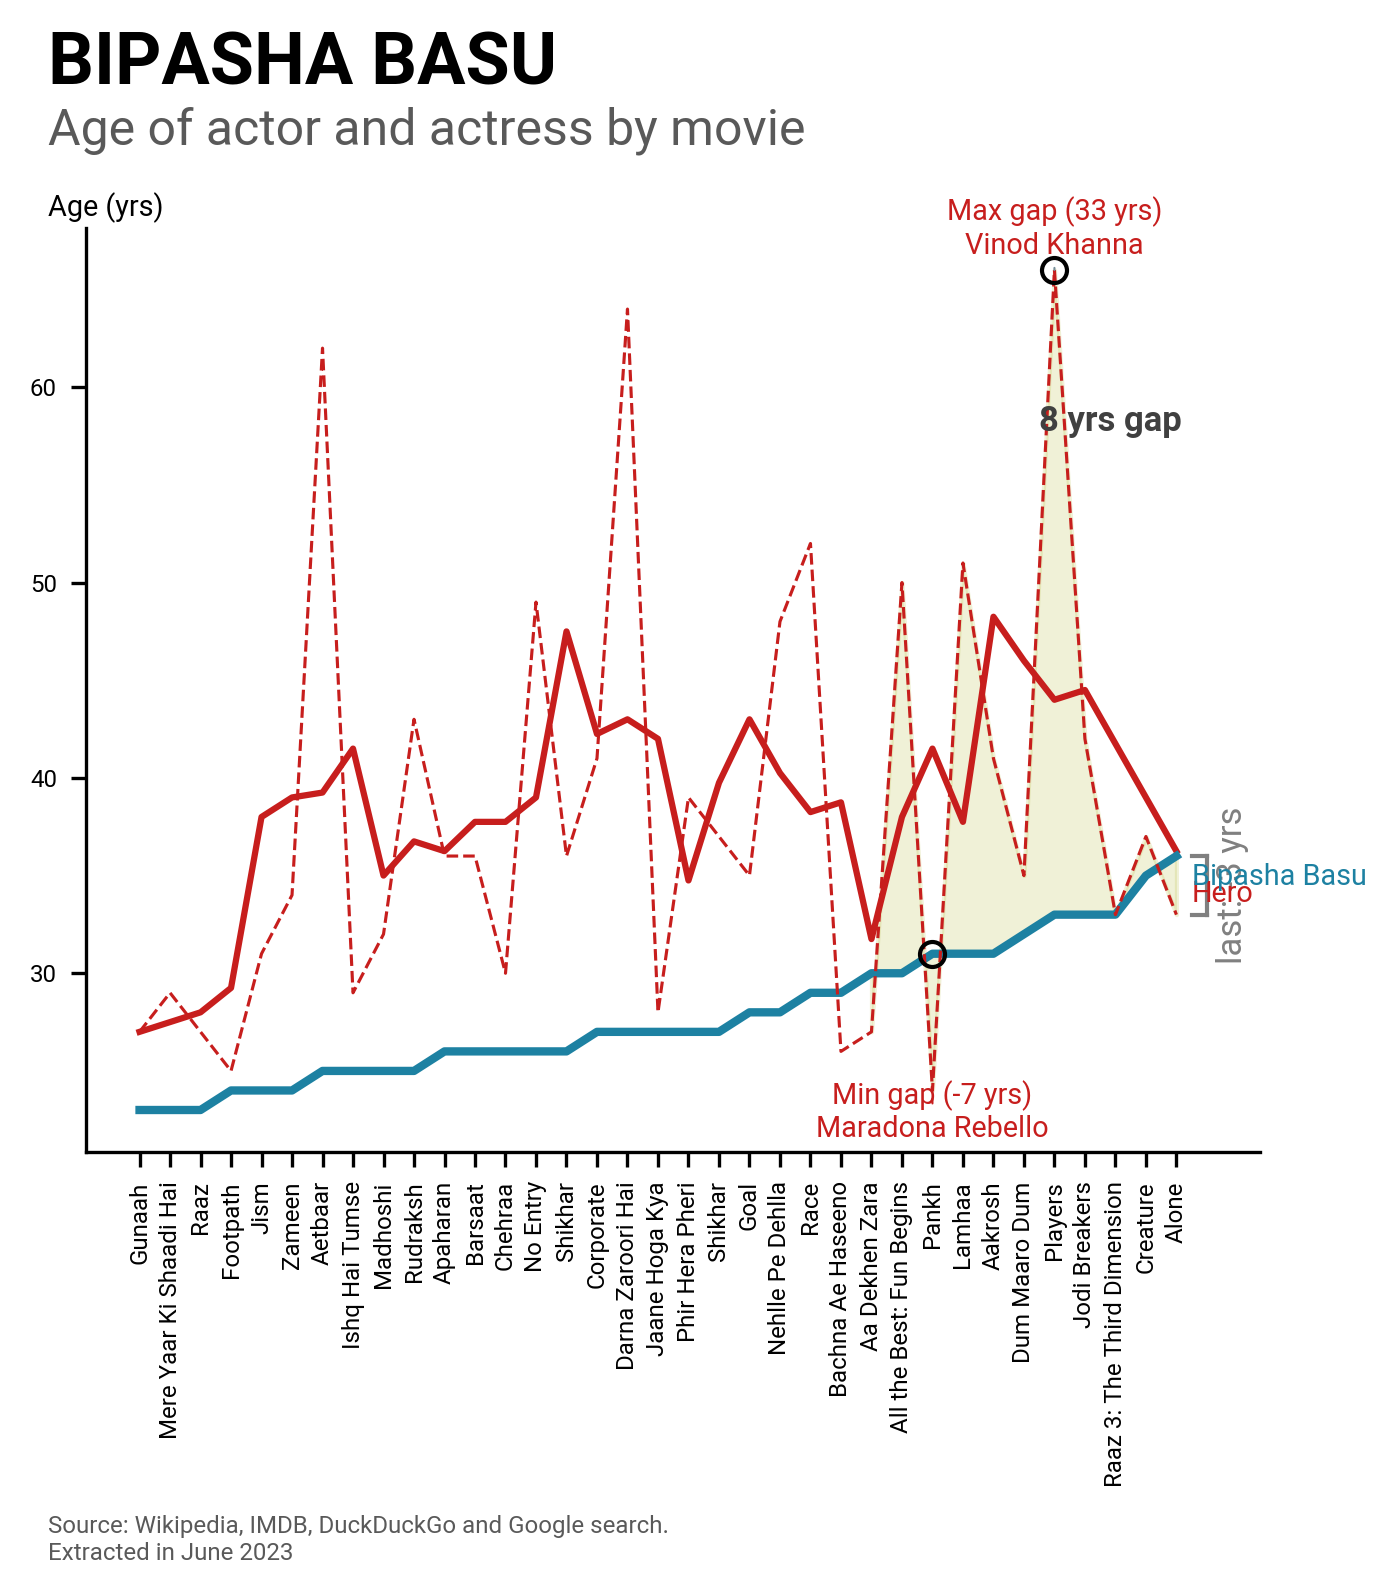 BIPASHA BASU
Age of actor and actress by movie
Age (yrs)
Max gap (33 yrs)
Vinod Khanna
60
8 yrs gap
50
40
last: -3 yrs
Bipasha Basu
Hero
30
Min gap (-7 yrs)
Maradona Rebello
Gunaah
Mere Yaar Ki Shaadi Hai
Raaz
Footpath
Jism
Zameen
Aetbaar
Ishq Hai Tumse
Madhoshi
Rudraksh
Apaharan
Barsaat
Chehraa
No Entry
Shikhar
Corporate
Darna Zaroori Hai
Jaane Hoga Kya
Phir Hera Pheri
Shikhar
Goal
Nehlle Pe Dehlla
Race
Bachna Ae Haseeno
Aa Dekhen Zara
All the Best: Fun Begins
Pankh
Lamhaa
Aakrosh
Dum Maaro Dum
Players
Jodi Breakers
Raaz 3: The Third Dimension
Creature
Alone
Source: Wikipedia, IMDB, DuckDuckGo and Google search.
Extracted in June 2023